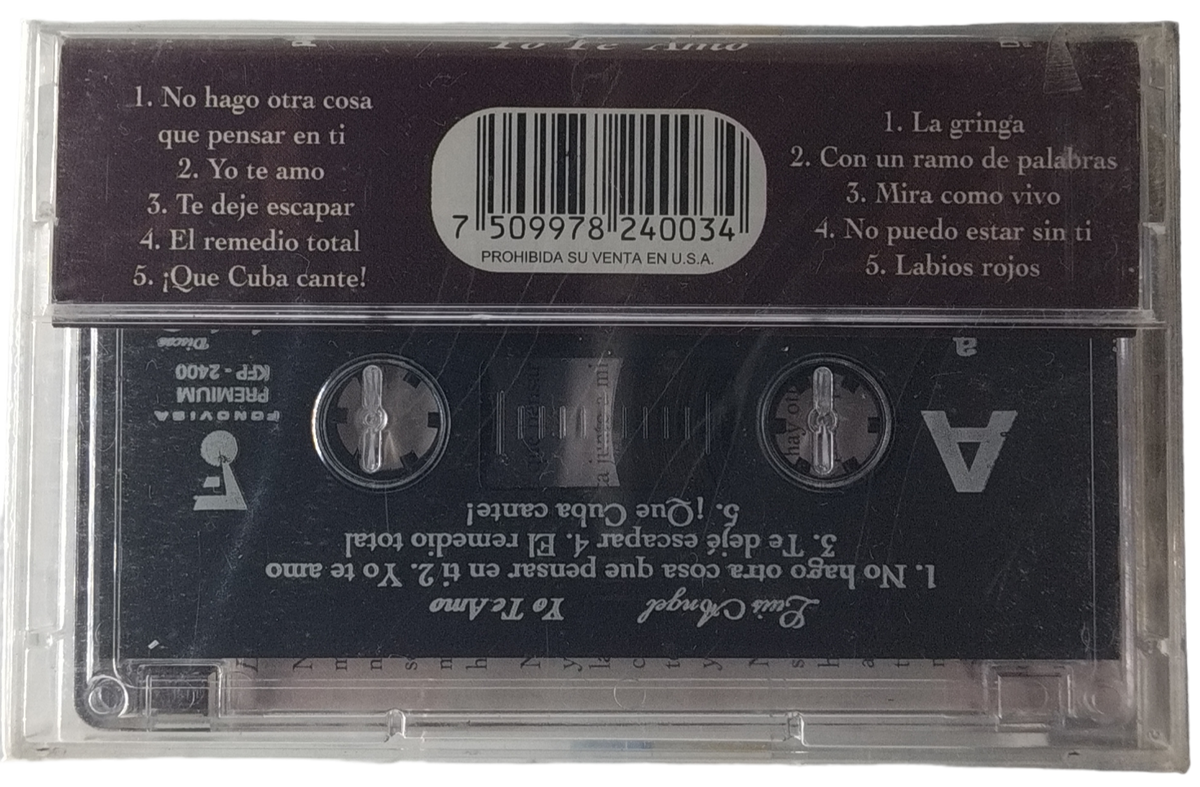 Yo Te Amo
1. No hago otra cosa
que pensar en ti
2. Yo te amo
3. Te deje escapar
4. El remedio total
5. ¡Que Cuba cante!
7 509978 240034
PROHIBIDA SU VENTA EN U.S.A.
1. La gringa
2. Con un ramo de palabras
3. Mira como vivo
4. No puedo estar sin ti
5. Labios rojos
Luis Angel Yo Te Amo
1. No hago otra cosa que pensar en ti 2. Yo te amo
3. Te dejé escapar 4. El remedio total
5. ¡Que Cuba cante!
A
a
F
FONOVISA
PREMIUM
KFP - 2400
Discos